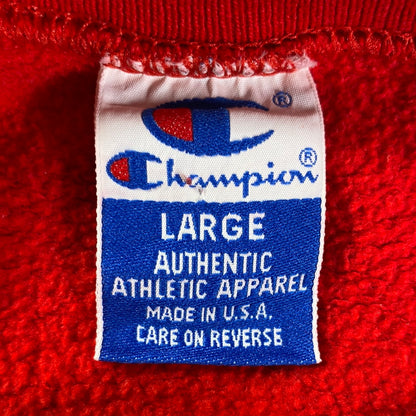 ®
Champion®
LARGE
AUTHENTIC
ATHLETIC APPAREL
MADE IN U.S.A.
CARE ON REVERSE